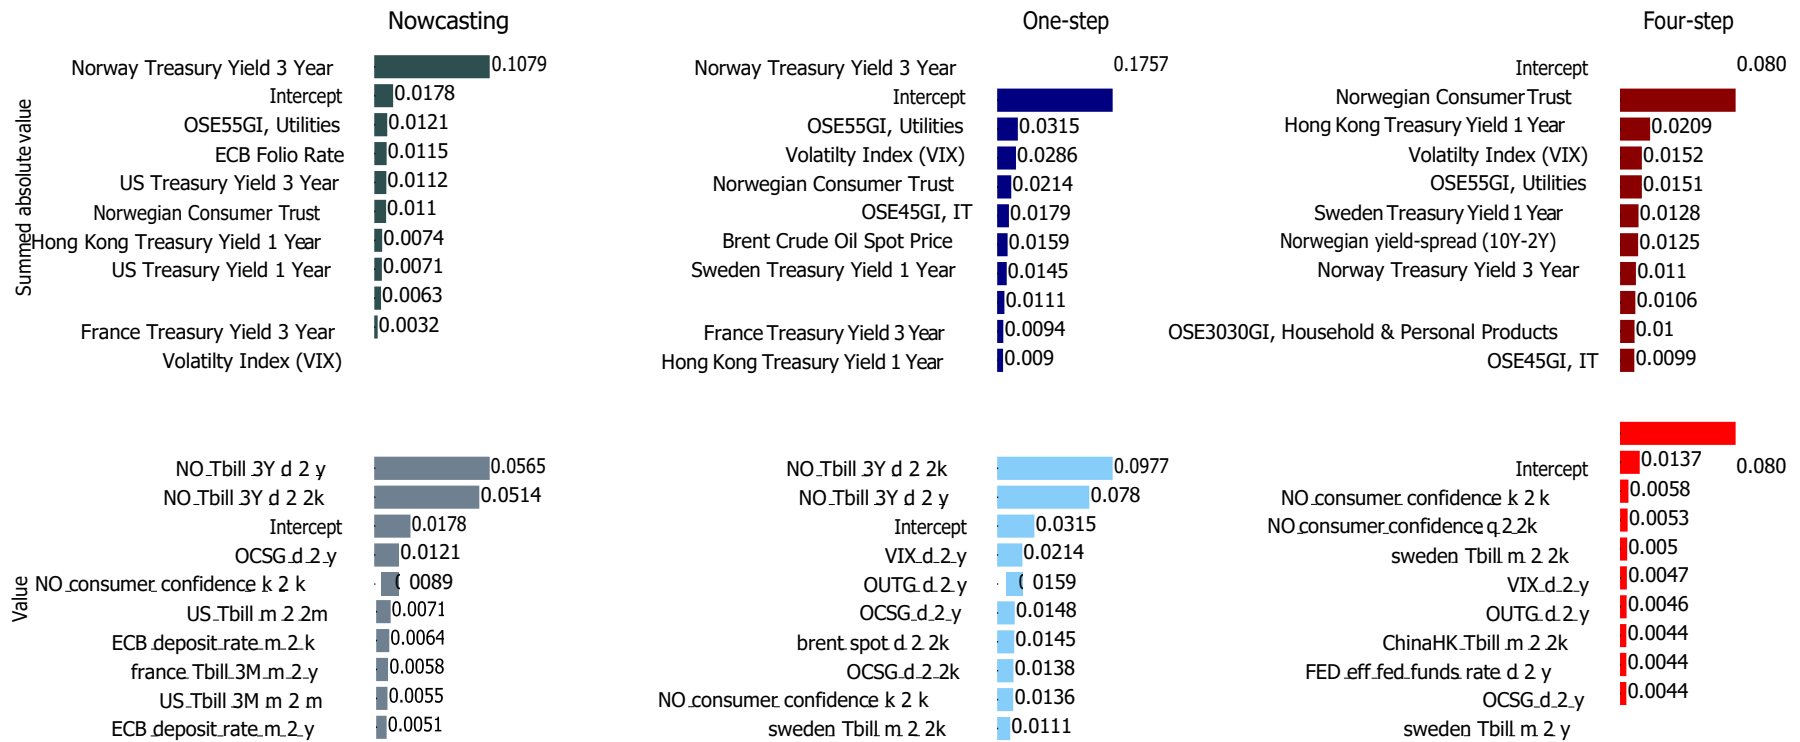 Nowcasting
One-step
Four-step
Summed absolute value
Norway Treasury Yield 3 Year
0.1079
Intercept
0.0178
OSE55GI, Utilities
0.0121
ECB Folio Rate
0.0115
US Treasury Yield 3 Year
0.0112
Norwegian Consumer Trust
0.011
Hong Kong Treasury Yield 1 Year
0.0074
US Treasury Yield 1 Year
0.0071
0.0063
France Treasury Yield 3 Year
0.0032
Volatilty Index (VIX)
Norway Treasury Yield 3 Year
0.1757
Intercept
OSE55GI, Utilities
0.0315
Volatilty Index (VIX)
0.0286
Norwegian Consumer Trust
0.0214
OSE45GI, IT
0.0179
Brent Crude Oil Spot Price
0.0159
Sweden Treasury Yield 1 Year
0.0145
0.0111
France Treasury Yield 3 Year
0.0094
Hong Kong Treasury Yield 1 Year
0.009
Intercept
0.080
Norwegian Consumer Trust
Hong Kong Treasury Yield 1 Year
0.0209
Volatilty Index (VIX)
0.0152
OSE55GI, Utilities
0.0151
Sweden Treasury Yield 1 Year
0.0128
Norwegian yield-spread (10Y-2Y)
0.0125
Norway Treasury Yield 3 Year
0.011
0.0106
OSE3030GI, Household & Personal Products
0.01
OSE45GI, IT
0.0099
Value
NO_Tbill_3Y_d_2_y
0.0565
NO_Tbill_3Y_d_2_2k
0.0514
Intercept
0.0178
OCSG_d_2_y
0.0121
NO_consumer_confidence_k_2_k
0.0089
US_Tbill_m_2_2m
0.0071
ECB_deposit_rate_m_2_k
0.0064
france_Tbill_3M_m_2_y
0.0058
US_Tbill_3M_m_2_m
0.0055
ECB_deposit_rate_m_2_y
0.0051
NO_Tbill_3Y_d_2_2k
0.0977
NO_Tbill_3Y_d_2_y
0.078
Intercept
0.0315
VIX_d_2_y
0.0214
OUTG_d_2_y
0.0159
OCSG_d_2_y
0.0148
brent_spot_d_2_2k
0.0145
OCSG_d_2_2k
0.0138
NO_consumer_confidence_k_2_k
0.0136
sweden_Tbill_m_2_2k
0.0111
Intercept
0.0137
0.080
NO_consumer_confidence_k_2_k
0.0058
NO_consumer_confidence_q_2_2k
0.0053
sweden_Tbill_m_2_2k
0.005
VIX_d_2_y
0.0047
OUTG_d_2_y
0.0046
ChinaHK_Tbill_m_2_2k
0.0044
FED_eff_fed_funds_rate_d_2_y
0.0044
OCSG_d_2_y
0.0044
sweden_Tbill_m_2_y